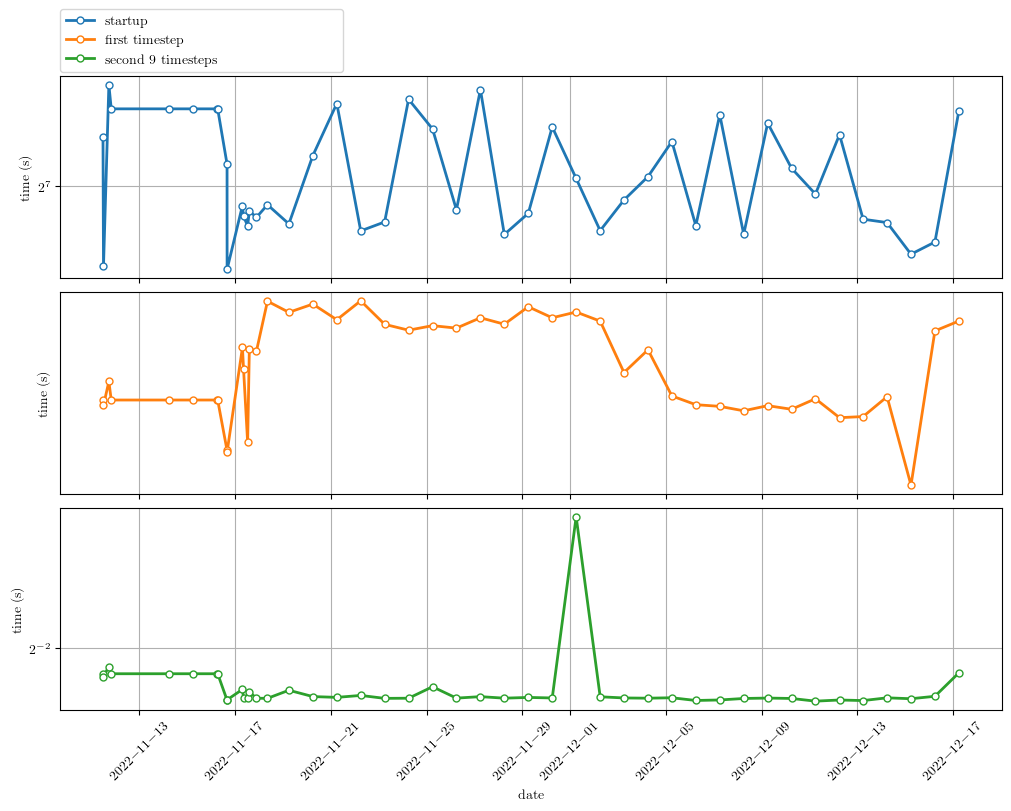 startup
first timestep
second 9 timesteps
time (s)
2^7
time (s)
time (s)
2^−2
2022−11−13
2022−11−17
2022−11−21
2022−11−25
2022−11−29
2022−12−01
2022−12−05
2022−12−09
2022−12−13
2022−12−17
date